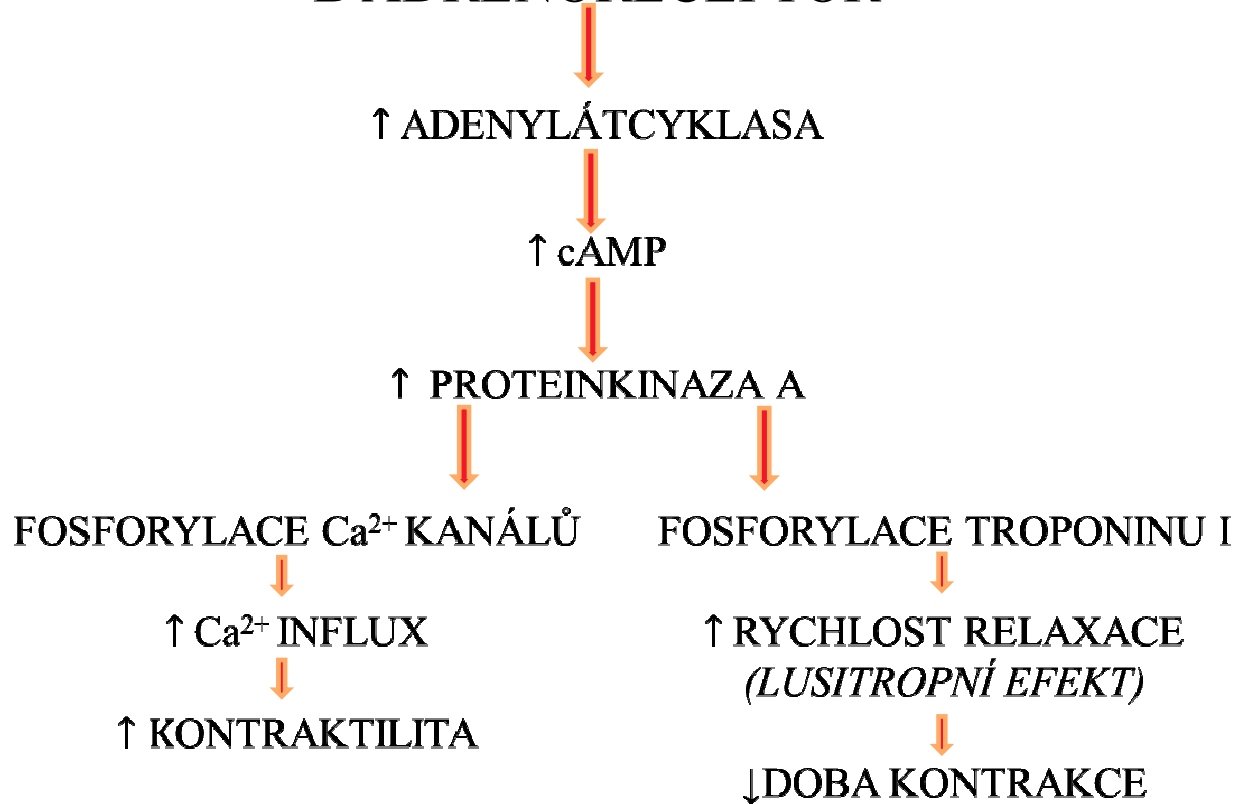 ↑ ADENYLÁTCYKLASA
↑ cAMP
↑ PROTEINKINAZA A
FOSFORYLACE Ca²⁺ KANÁLŮ
FOSFORYLACE TROPONINU I
↑ Ca²⁺ INFLUX
↑ RYCHLOST RELAXACE
(LUSITROPNÍ EFEKT)
↑ KONTRAKTILITA
↓DOBA KONTRAKCE